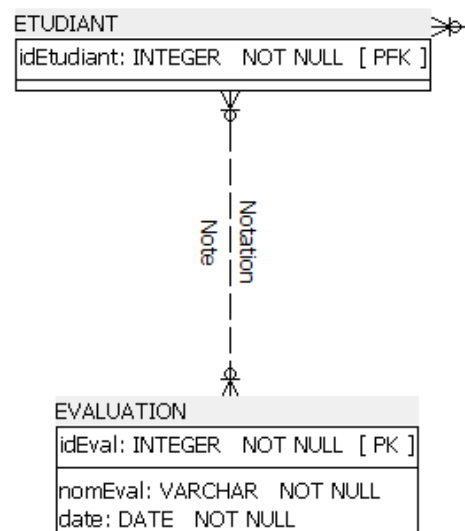 ETUDIANT
idEtudiant: INTEGER NOT NULL [ PFK ]
Notation
Note
EVALUATION
idEval: INTEGER NOT NULL [ PK ]
nomEval: VARCHAR NOT NULL
date: DATE NOT NULL